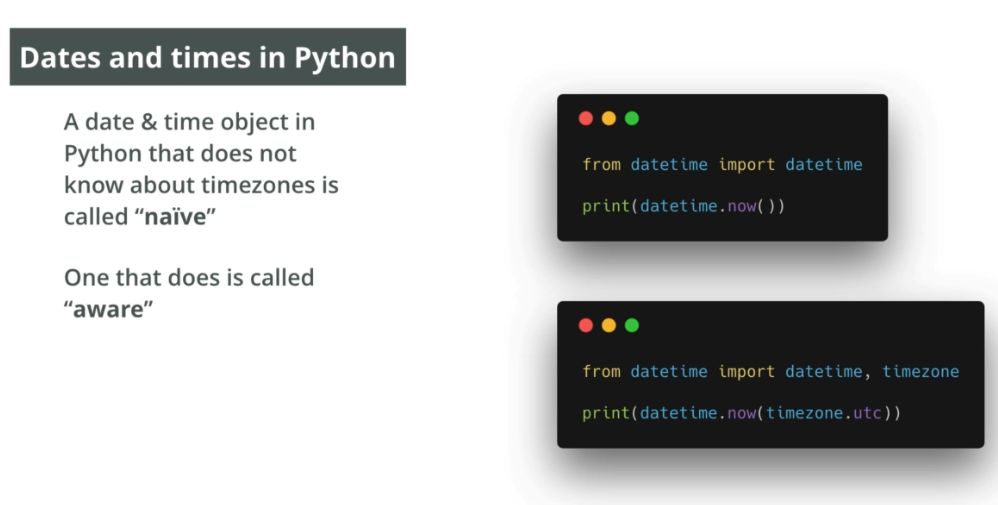 Dates and times in Python
A date & time object in
Python that does not
know about timezones is
called “naïve”
One that does is called
“aware”
from datetime import datetime
print(datetime.now())
from datetime import datetime, timezone
print(datetime.now(timezone.utc))